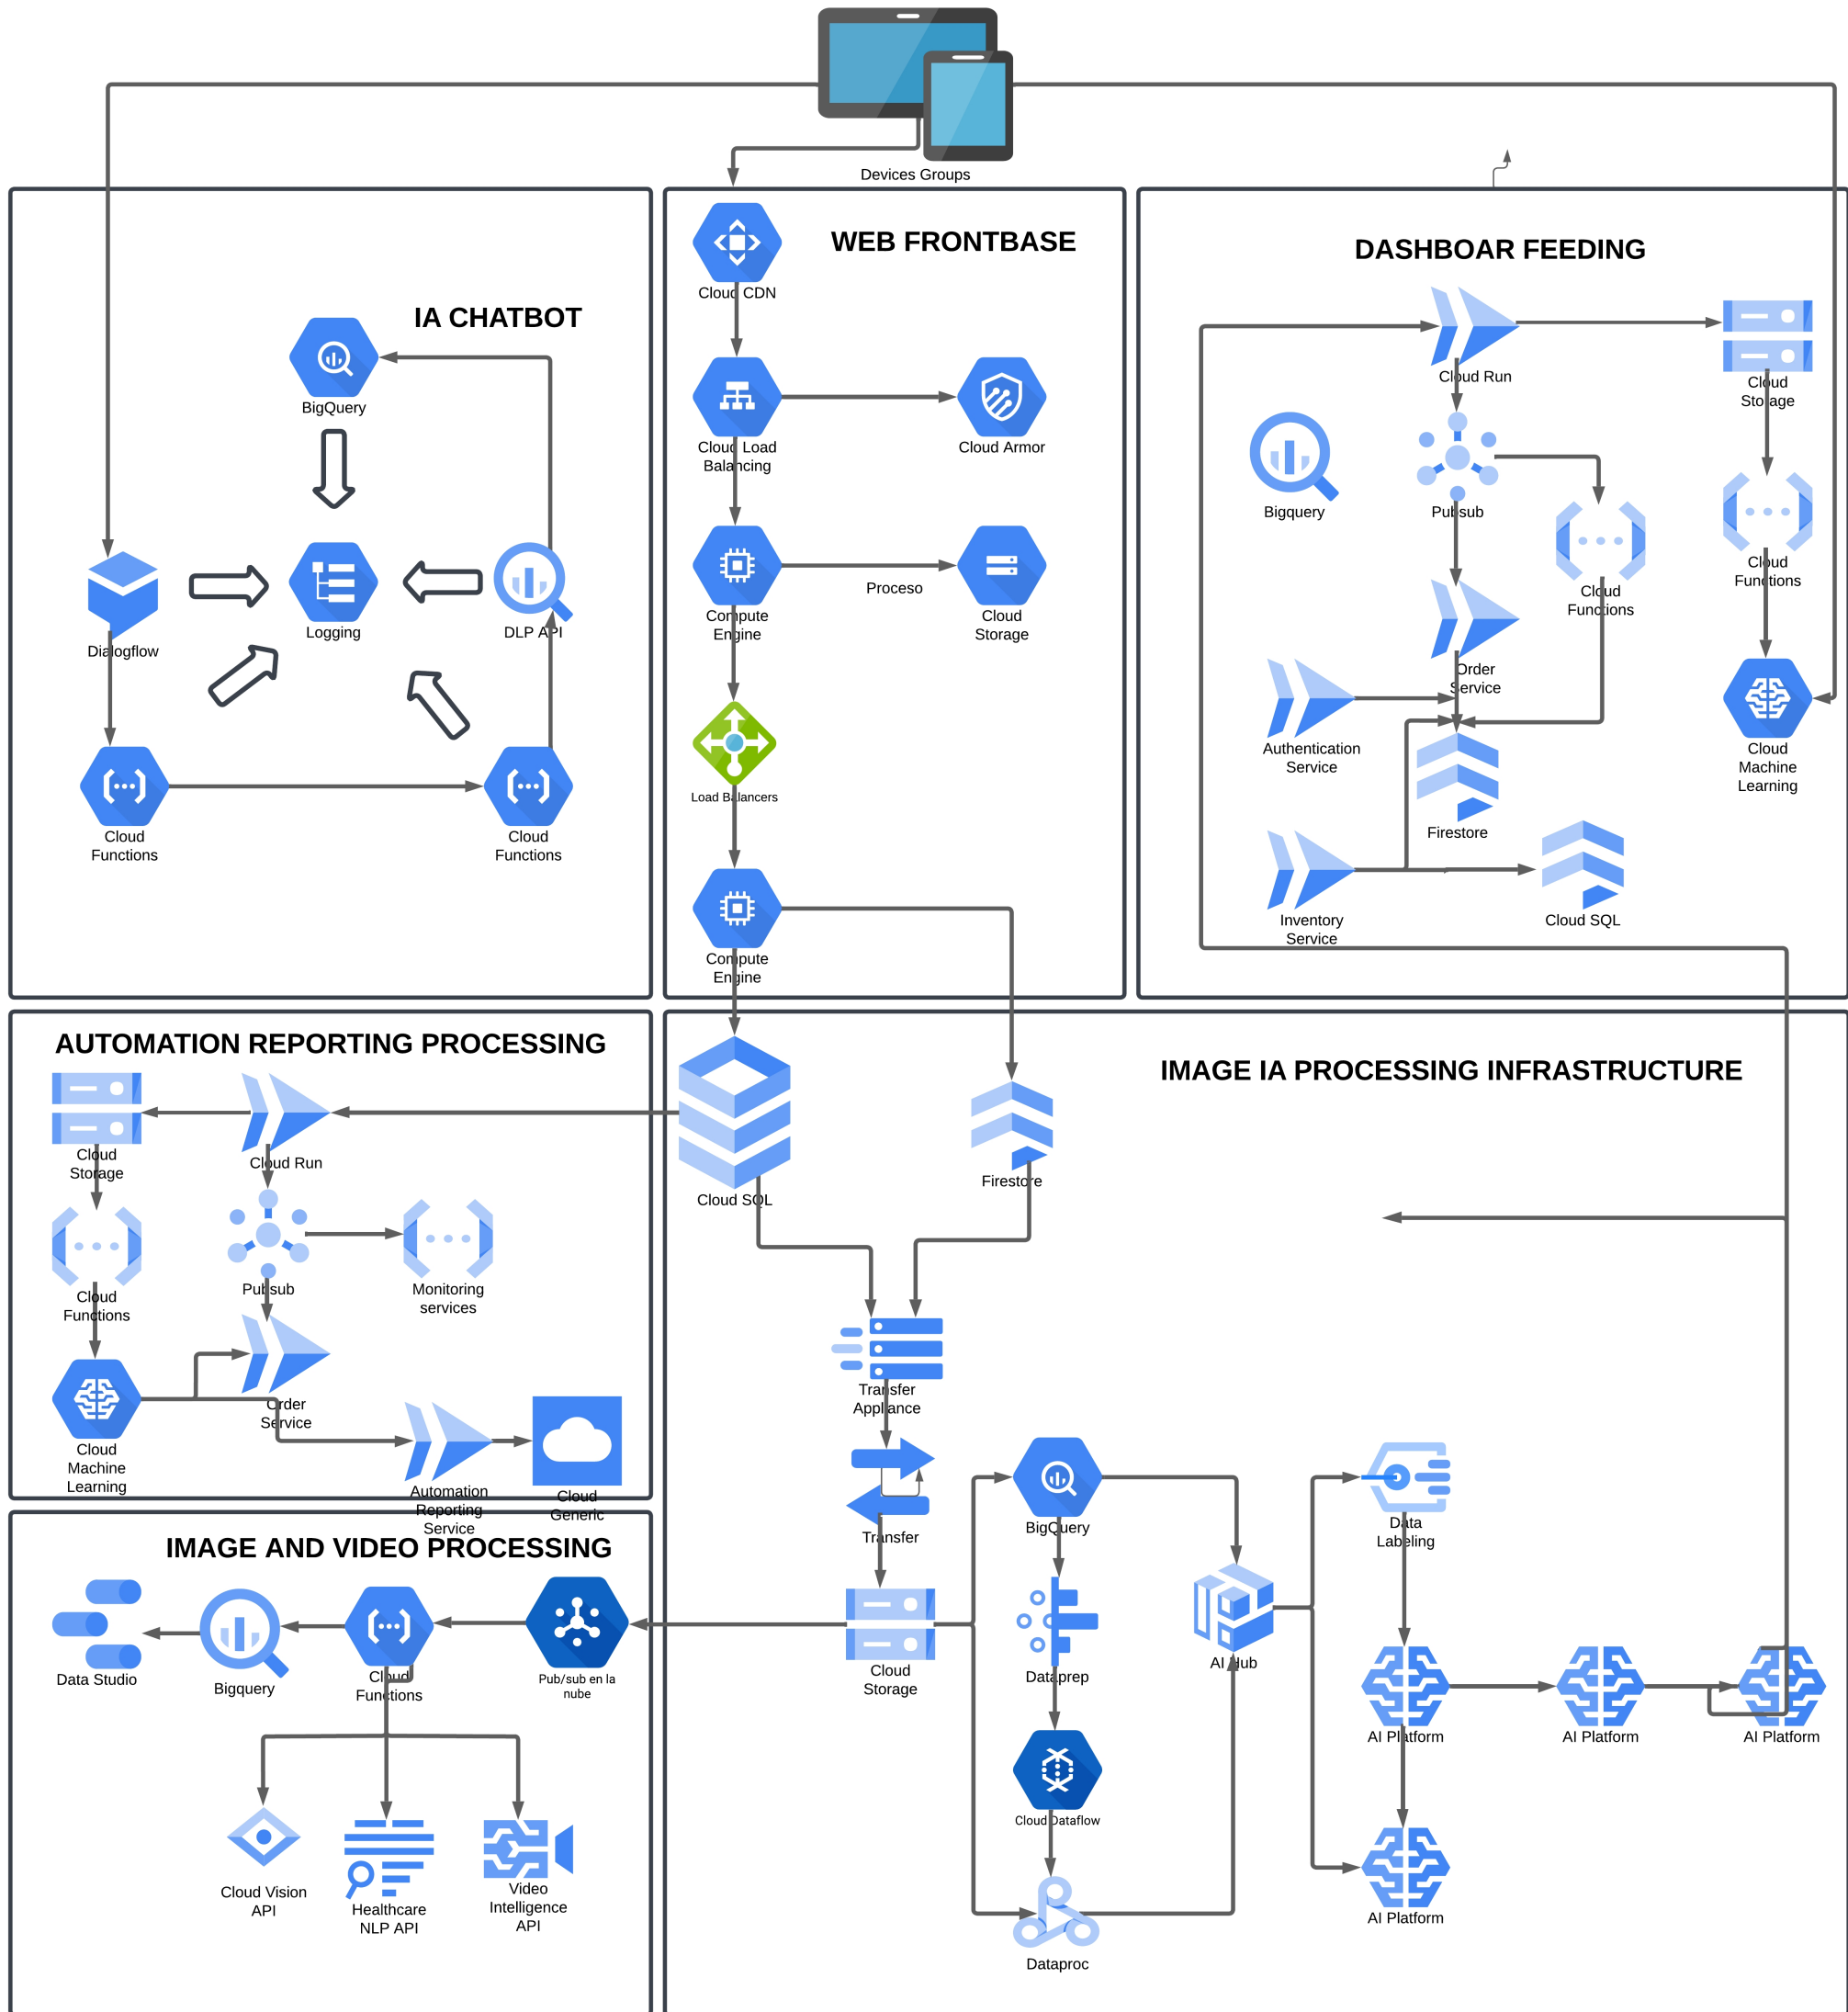 Devices Groups
IA CHATBOT
BigQuery
Dialogflow
Logging
DLP API
Cloud
Functions
Cloud
Functions
WEB FRONTBASE
Cloud CDN
Cloud Load
Balancing
Cloud Armor
Compute
Engine
Proceso
Cloud
Storage
Load Balancers
Compute
Engine
DASHBOAR FEEDING
Cloud Run
Cloud
Storage
Bigquery
Pubsub
Cloud
Functions
Cloud
Functions
Order
Service
Authentication
Service
Cloud
Machine
Learning
Firestore
Inventory
Service
Cloud SQL
AUTOMATION REPORTING PROCESSING
Cloud
Storage
Cloud Run
Cloud
Functions
Pubsub
Monitoring
services
Order
Service
Cloud
Machine
Learning
Automation
Reporting
Service
Cloud
Generic
IMAGE AND VIDEO PROCESSING
Data Studio
Bigquery
Cloud
Functions
Pub/sub en la
nube
Cloud Vision
API
Healthcare
NLP API
Video
Intelligence
API
IMAGE IA PROCESSING INFRASTRUCTURE
Cloud SQL
Firestore
Transfer
Appliance
Transfer
Cloud
Storage
BigQuery
Dataprep
Cloud Dataflow
Dataproc
AI Hub
Data
Labeling
AI Platform
AI Platform
AI Platform
AI Platform